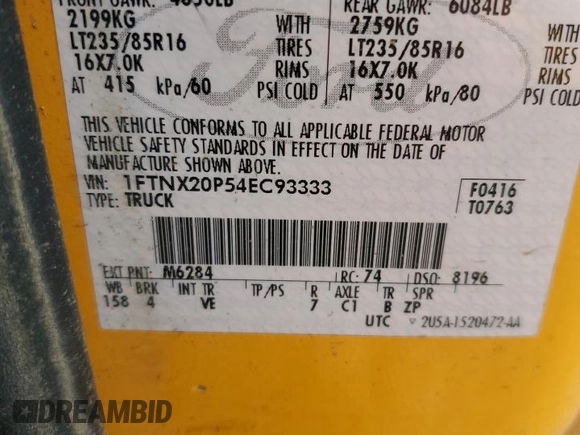 FRONT GAWR: 4850LB REAR GAWR: 6084LB
2199KG WITH 2759KG WITH
LT235/85R16 TIRES LT235/85R16 TIRES
16X7.0K RIMS 16X7.0K RIMS
AT 415 kPa/60 PSI COLD AT 550 kPa/80 PSI COLD
Ford
THIS VEHICLE CONFORMS TO ALL APPLICABLE FEDERAL MOTOR
VEHICLE SAFETY STANDARDS IN EFFECT ON THE DATE OF
MANUFACTURE SHOWN ABOVE.
VIN: 1FTNX20P54EC93333 F0416
TYPE: TRUCK T0763
EXT PNT: M6284 RC: 74 DSO: 8196
WB BRK INT TR TP/PS R AXLE TR SPR
158 4 VE 7 C1 B ZP
UTC 2U5A-1520472-AA
DREAMBID